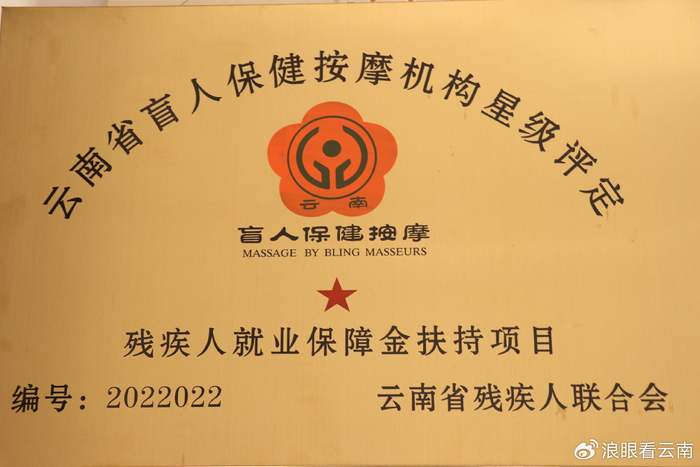 云南省盲人保健按摩机构星级评定
云南
盲人保健按摩
MASSAGE BY BLING MASSEURS
残疾人就业保障金扶持项目
编号：2022022
云南省残疾人联合会
@浪眼看云南